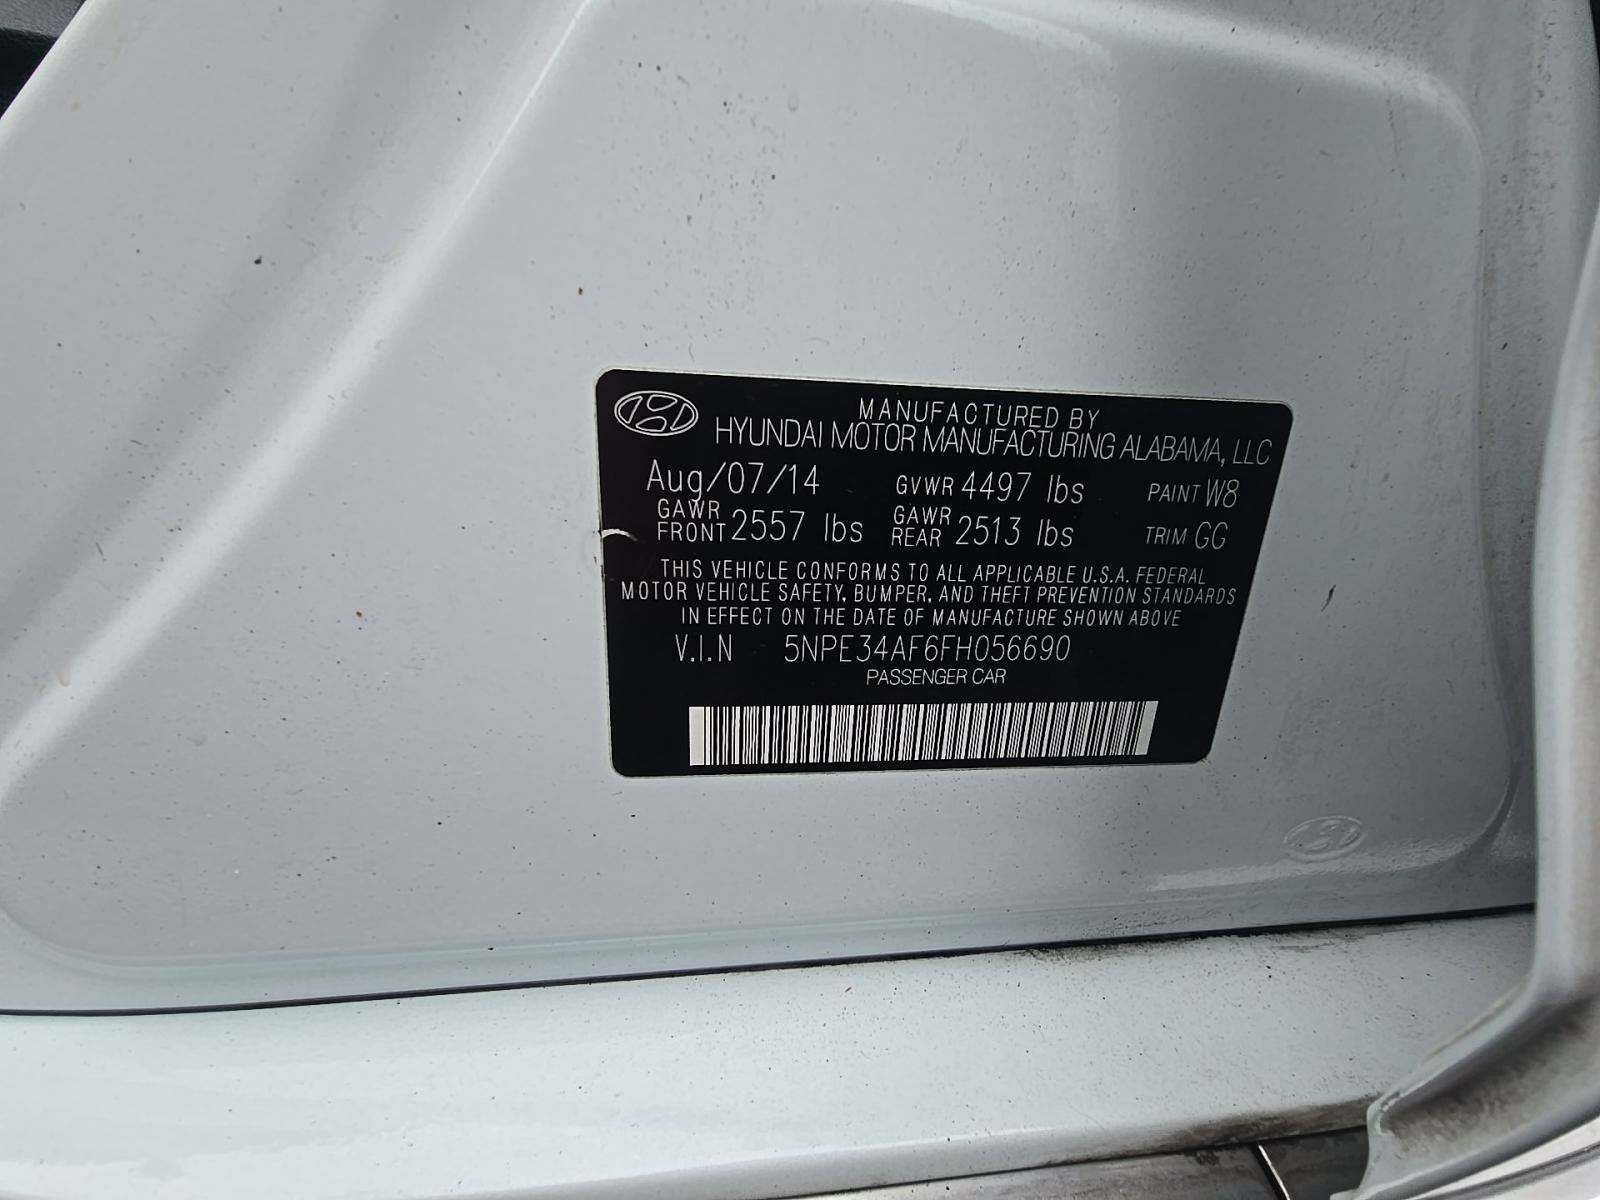 MANUFACTURED BY
HYUNDAI MOTOR MANUFACTURING ALABAMA, LLC
Aug/07/14 GVWR 4497 lbs PAINT W8
GAWR FRONT 2557 lbs GAWR REAR 2513 lbs TRIM GG
THIS VEHICLE CONFORMS TO ALL APPLICABLE U.S.A. FEDERAL
MOTOR VEHICLE SAFETY, BUMPER, AND THEFT PREVENTION STANDARDS
IN EFFECT ON THE DATE OF MANUFACTURE SHOWN ABOVE
V.I.N 5NPE34AF6FH056690
PASSENGER CAR